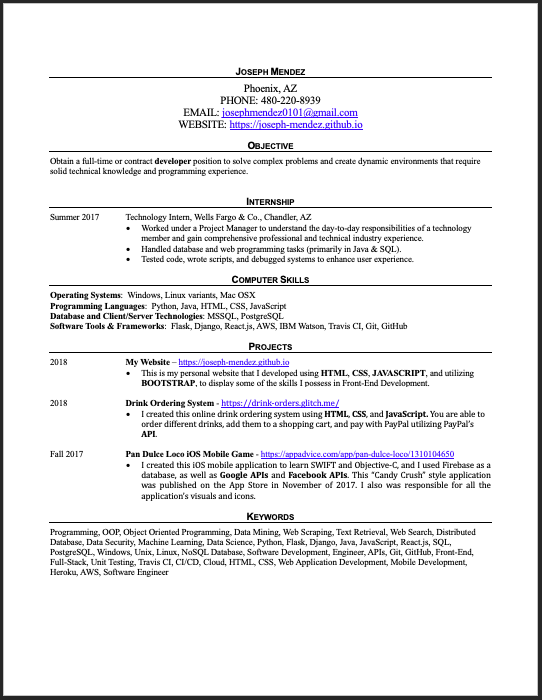 JOSEPH MENDEZ
Phoenix, AZ
PHONE: 480-220-8939
EMAIL: josephmendez0101@gmail.com
WEBSITE: https://joseph-mendez.github.io
OBJECTIVE
Obtain a full-time or contract developer position to solve complex problems and create dynamic environments that require
solid technical knowledge and programming experience.
INTERNSHIP
Summer 2017 Technology Intern, Wells Fargo & Co., Chandler, AZ
• Worked under a Project Manager to understand the day-to-day responsibilities of a technology
member and gain comprehensive professional and technical industry experience.
• Handled database and web programming tasks (primarily in Java & SQL).
• Tested code, wrote scripts, and debugged systems to enhance user experience.
COMPUTER SKILLS
Operating Systems: Windows, Linux variants, Mac OSX
Programming Languages: Python, Java, HTML, CSS, JavaScript
Database and Client/Server Technologies: MSSQL, PostgreSQL
Software Tools & Frameworks: Flask, Django, React.js, AWS, IBM Watson, Travis CI, Git, GitHub
PROJECTS
2018 My Website – https://joseph-mendez.github.io
• This is my personal website that I developed using HTML, CSS, JAVASCRIPT, and utilizing
BOOTSTRAP, to display some of the skills I possess in Front-End Development.
2018 Drink Ordering System - https://drink-orders.glitch.me/
• I created this online drink ordering system using HTML, CSS, and JavaScript. You are able to
order different drinks, add them to a shopping cart, and pay with PayPal utilizing PayPal's
API.
Fall 2017 Pan Dulce Loco iOS Mobile Game - https://appadvice.com/app/pan-dulce-loco/1310104650
• I created this iOS mobile application to learn SWIFT and Objective-C, and I used Firebase as a
database, as well as Google APIs and Facebook APIs. This "Candy Crush" style application
was published on the App Store in November of 2017. I also was responsible for all the
application's visuals and icons.
KEYWORDS
Programming, OOP, Object Oriented Programming, Data Mining, Web Scraping, Text Retrieval, Web Search, Distributed
Database, Data Security, Machine Learning, Data Science, Python, Flask, Django, Java, JavaScript, React.js, SQL,
PostgreSQL, Windows, Unix, Linux, NoSQL Database, Software Development, Engineer, APIs, Git, GitHub, Front-End,
Full-Stack, Unit Testing, Travis CI, CI/CD, Cloud, HTML, CSS, Web Application Development, Mobile Development,
Heroku, AWS, Software Engineer